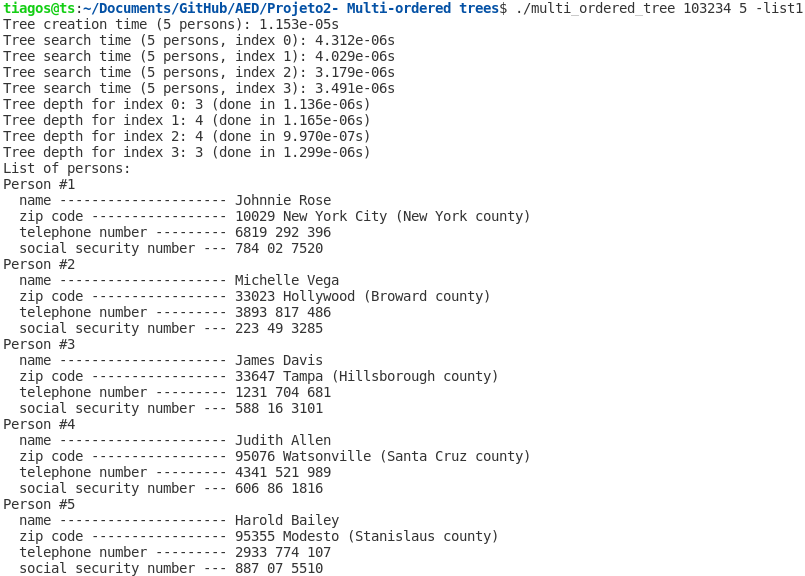 tiagos@ts:~/Documents/GitHub/AED/Projeto2- Multi-ordered trees$ ./multi_ordered_tree 103234 5 -list1
Tree creation time (5 persons): 1.153e-05s
Tree search time (5 persons, index 0): 4.312e-06s
Tree search time (5 persons, index 1): 4.029e-06s
Tree search time (5 persons, index 2): 3.179e-06s
Tree search time (5 persons, index 3): 3.491e-06s
Tree depth for index 0: 3 (done in 1.136e-06s)
Tree depth for index 1: 4 (done in 1.165e-06s)
Tree depth for index 2: 4 (done in 9.970e-07s)
Tree depth for index 3: 3 (done in 1.299e-06s)
List of persons:
Person #1
  name --------------------- Johnnie Rose
  zip code ----------------- 10029 New York City (New York county)
  telephone number --------- 6819 292 396
  social security number --- 784 02 7520
Person #2
  name --------------------- Michelle Vega
  zip code ----------------- 33023 Hollywood (Broward county)
  telephone number --------- 3893 817 486
  social security number --- 223 49 3285
Person #3
  name --------------------- James Davis
  zip code ----------------- 33647 Tampa (Hillsborough county)
  telephone number --------- 1231 704 681
  social security number --- 588 16 3101
Person #4
  name --------------------- Judith Allen
  zip code ----------------- 95076 Watsonville (Santa Cruz county)
  telephone number --------- 4341 521 989
  social security number --- 606 86 1816
Person #5
  name --------------------- Harold Bailey
  zip code ----------------- 95355 Modesto (Stanislaus county)
  telephone number --------- 2933 774 107
  social security number --- 887 07 5510